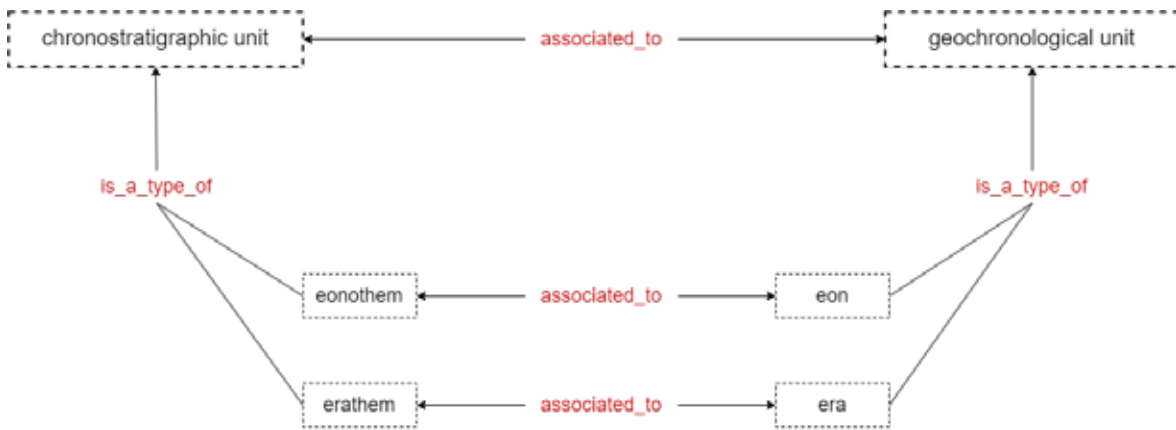 chronostratigraphic unit
associated_to
geochronological unit
is_a_type_of
is_a_type_of
eonothem
associated_to
eon
erathem
associated_to
era